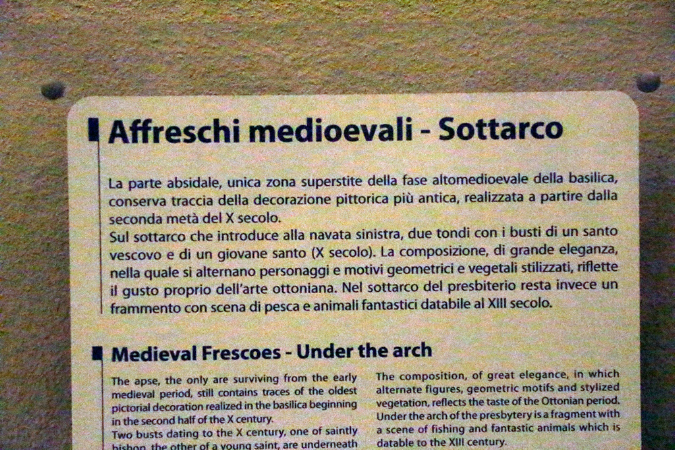 Affreschi medioevali - Sottarco
La parte absidale, unica zona superstite della fase altomedioevale della basilica,
conserva traccia della decorazione pittorica più antica, realizzata a partire dalla
seconda metà del X secolo.
Sul sottarco che introduce alla navata sinistra, due tondi con i busti di un santo
vescovo e di un giovane santo (X secolo). La composizione, di grande eleganza,
nella quale si alternano personaggi e motivi geometrici e vegetali stilizzati, riflette
il gusto proprio dell'arte ottoniana. Nel sottarco del presbiterio resta invece un
frammento con scena di pesca e animali fantastici databile al XIII secolo.
Medieval Frescoes - Under the arch
The apse, the only are surviving from the early
medieval period, still contains traces of the oldest
pictorial decoration realized in the basilica beginning
in the second half of the X century.
Two busts dating to the X century, one of saintly
bishop, the other of a young saint, are underneath
The composition, of great elegance, in which
alternate figures, geometric motifs and stylized
vegetation, reflects the taste of the Ottonian period.
Under the arch of the presbytery is a fragment with
a scene of fishing and fantastic animals which is
datable to the XIII century.